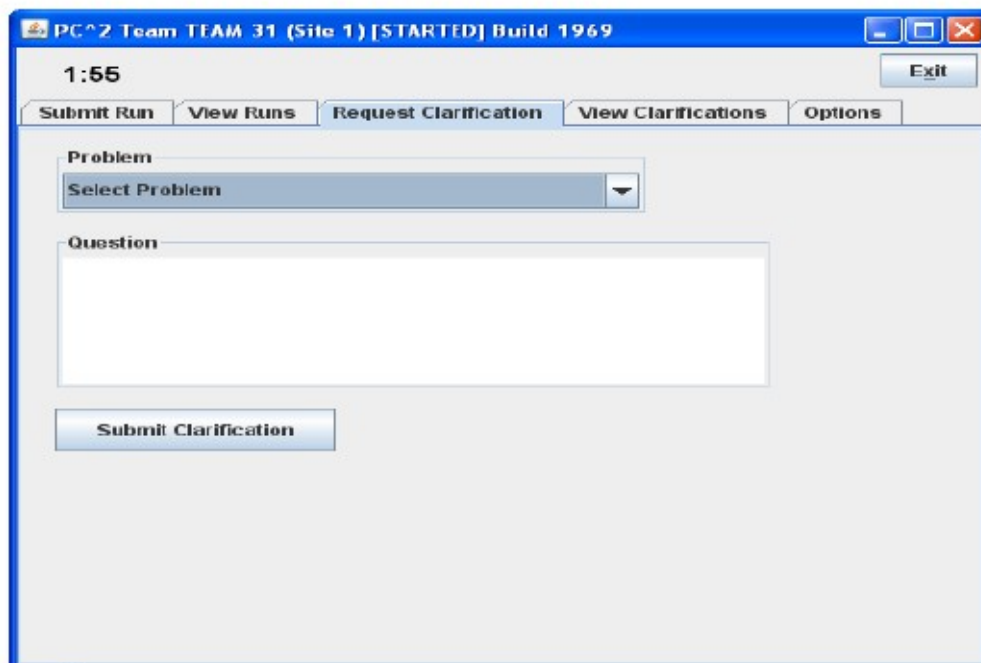 PC^2 Team TEAM 31 (Site 1) [STARTED] Build 1969
1:55
Exit
Submit Run View Runs Request Clarification View Clarifications Options
Problem
Select Problem
Question
Submit Clarification